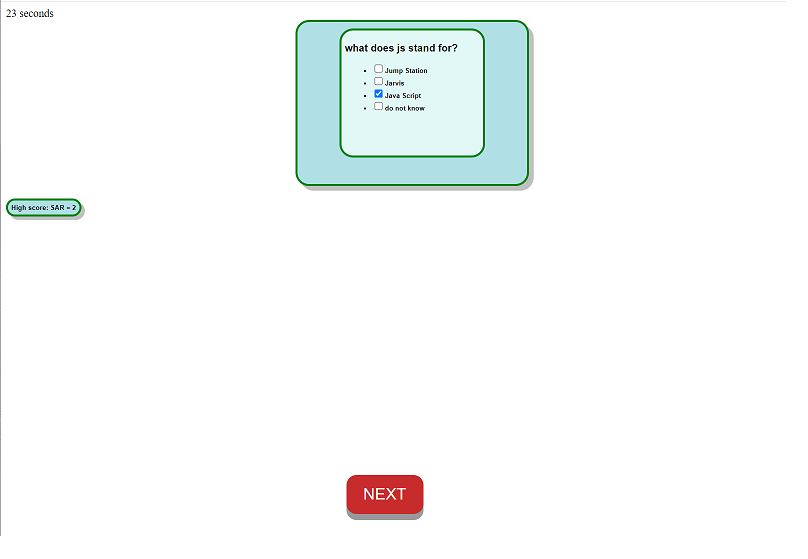 23 seconds
what does js stand for?
Jump Station
Jarvis
Java Script
do not know
High score: SAR = 2
NEXT